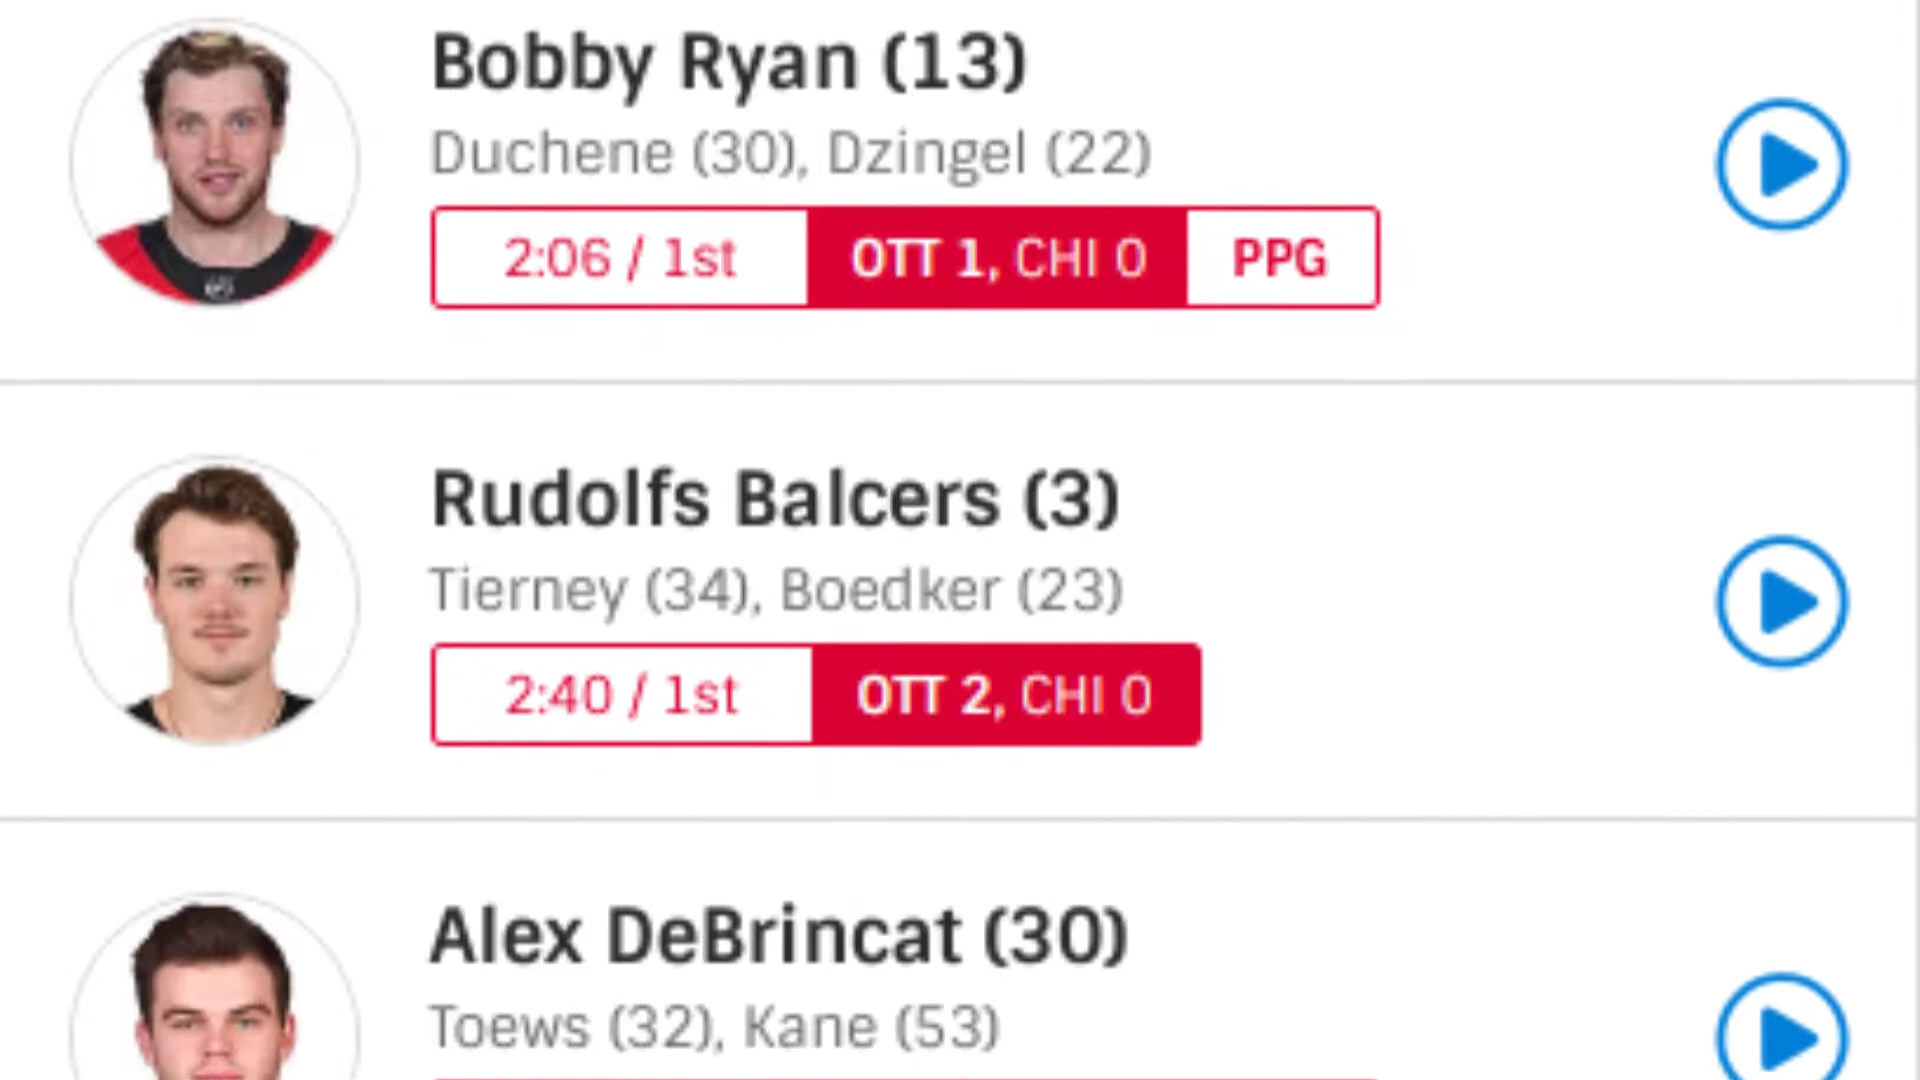 Bobby Ryan (13)
Duchene (30), Dzingel (22)
2:06 / 1st OTT 1, CHI 0 PPG
Rudolfs Balcers (3)
Tierney (34), Boedker (23)
2:40 / 1st OTT 2, CHI 0
Alex DeBrincat (30)
Toews (32), Kane (53)